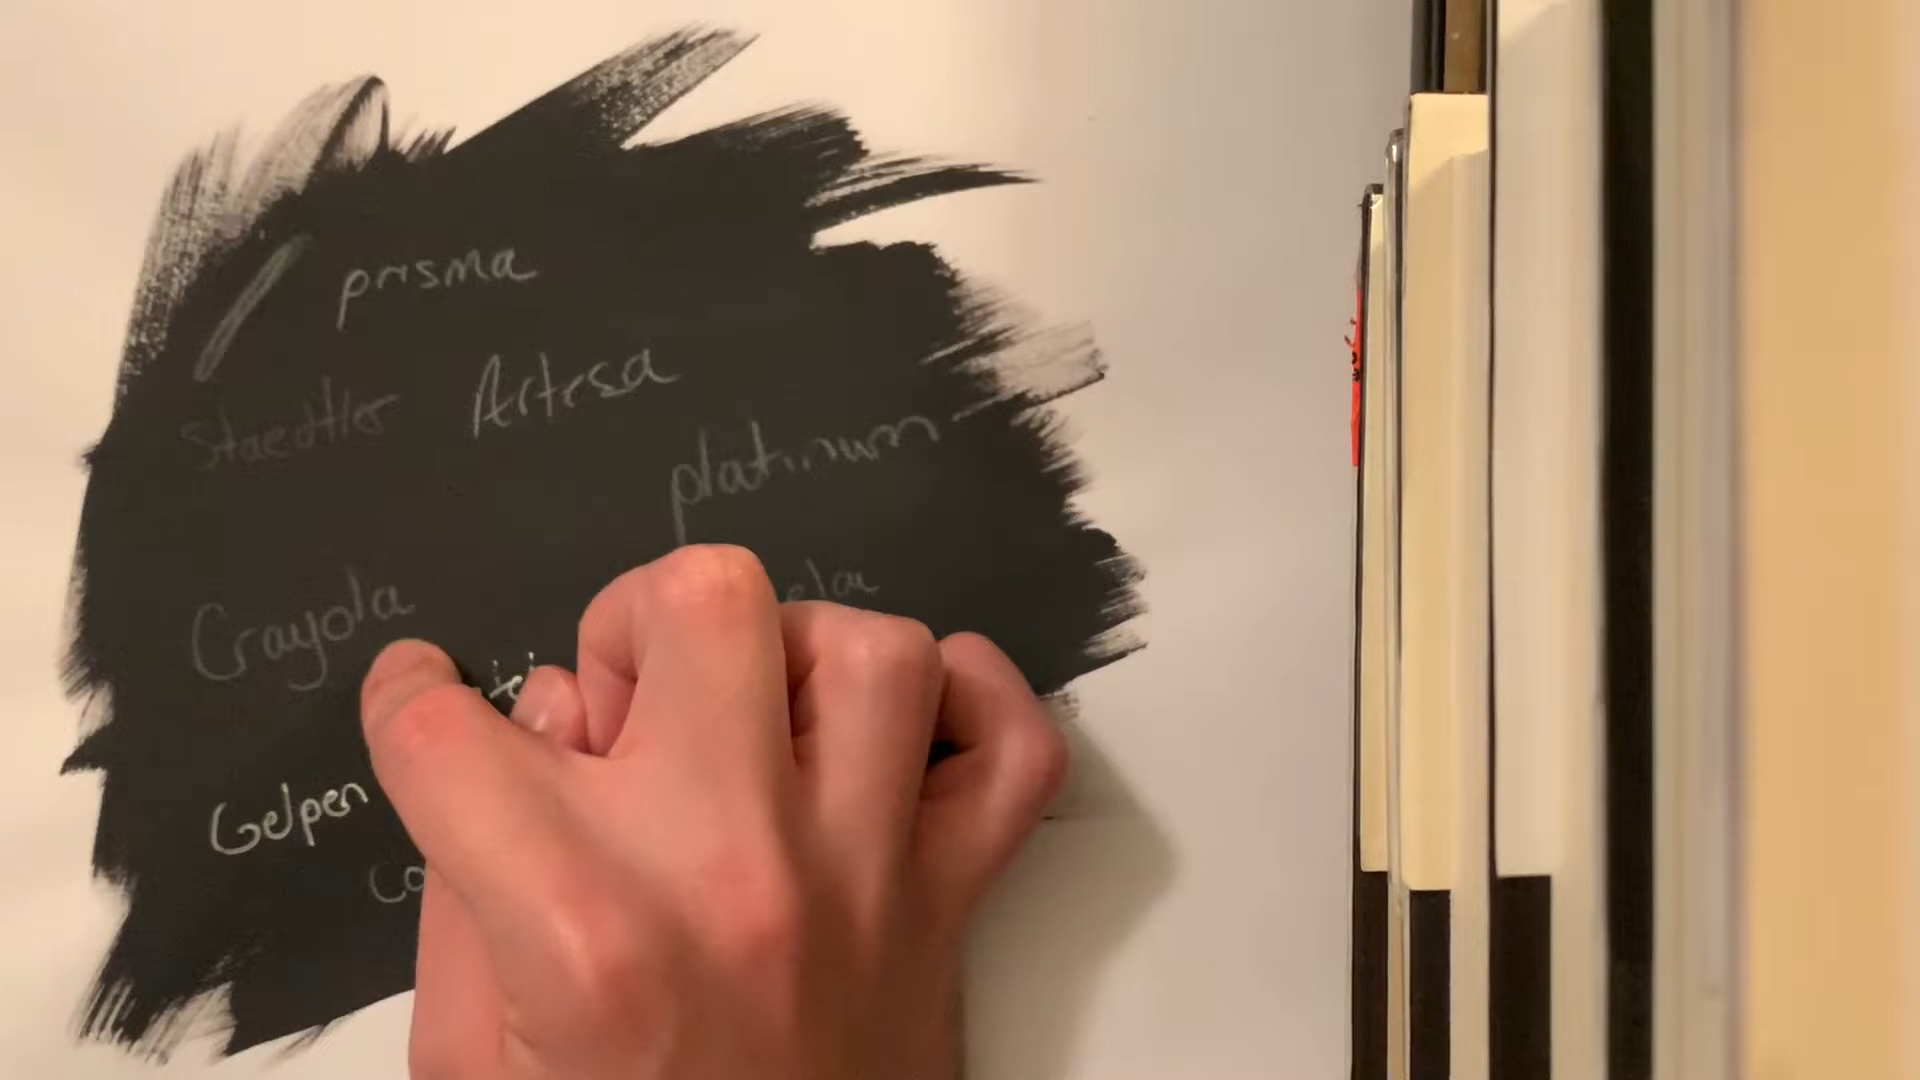 prisma
Staedtler Artesa
platinum
Crayola
Gelpen